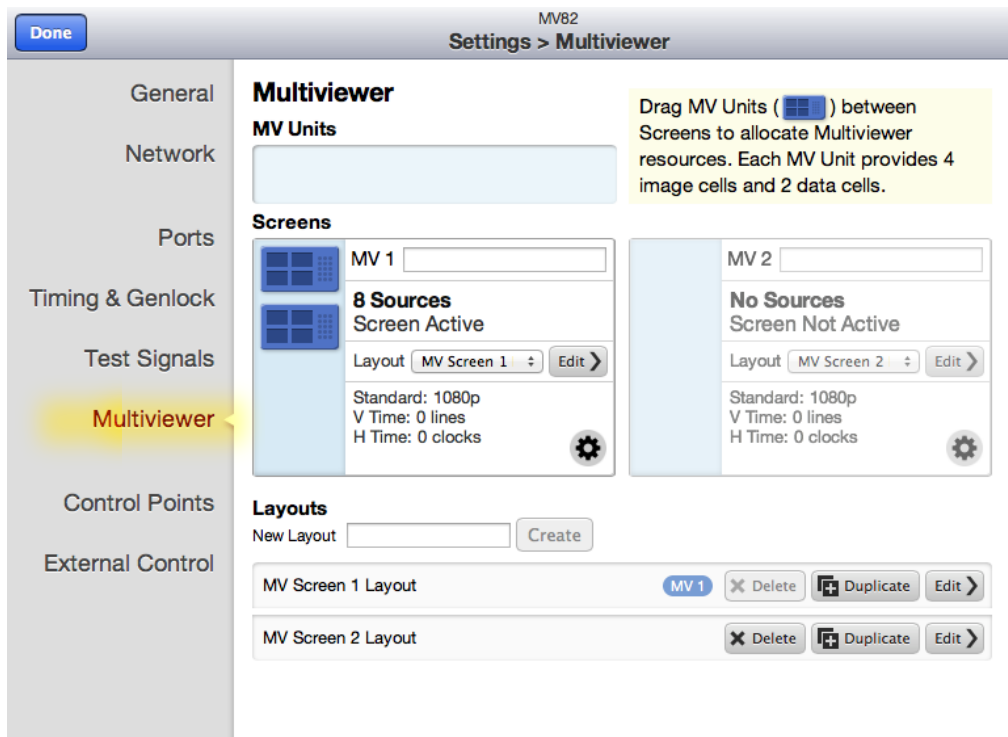 Done
MV82
Settings > Multiviewer
General
Network
Ports
Timing & Genlock
Test Signals
Multiviewer
Control Points
External Control
Multiviewer
MV Units
Drag MV Units ( ) between
Screens to allocate Multiviewer
resources. Each MV Unit provides 4
image cells and 2 data cells.
Screens
MV 1
8 Sources
Screen Active
Layout MV Screen 1 Edit
Standard: 1080p
V Time: 0 lines
H Time: 0 clocks
MV 2
No Sources
Screen Not Active
Layout MV Screen 2 Edit
Standard: 1080p
V Time: 0 lines
H Time: 0 clocks
Layouts
New Layout Create
MV Screen 1 Layout MV 1 Delete Duplicate Edit
MV Screen 2 Layout Delete Duplicate Edit